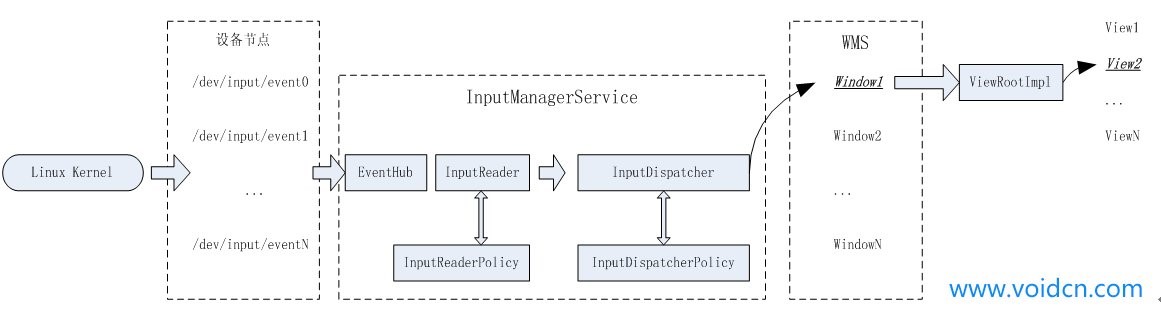 Linux Kernel
设备节点
/dev/input/event0
/dev/input/event1
...
/dev/input/eventN
InputManagerService
EventHub
InputReader
InputDispatcher
InputReaderPolicy
InputDispatcherPolicy
WMS
Window1
Window2
...
WindowN
ViewRootImpl
View1
View2
...
ViewN
www.voidcn.com